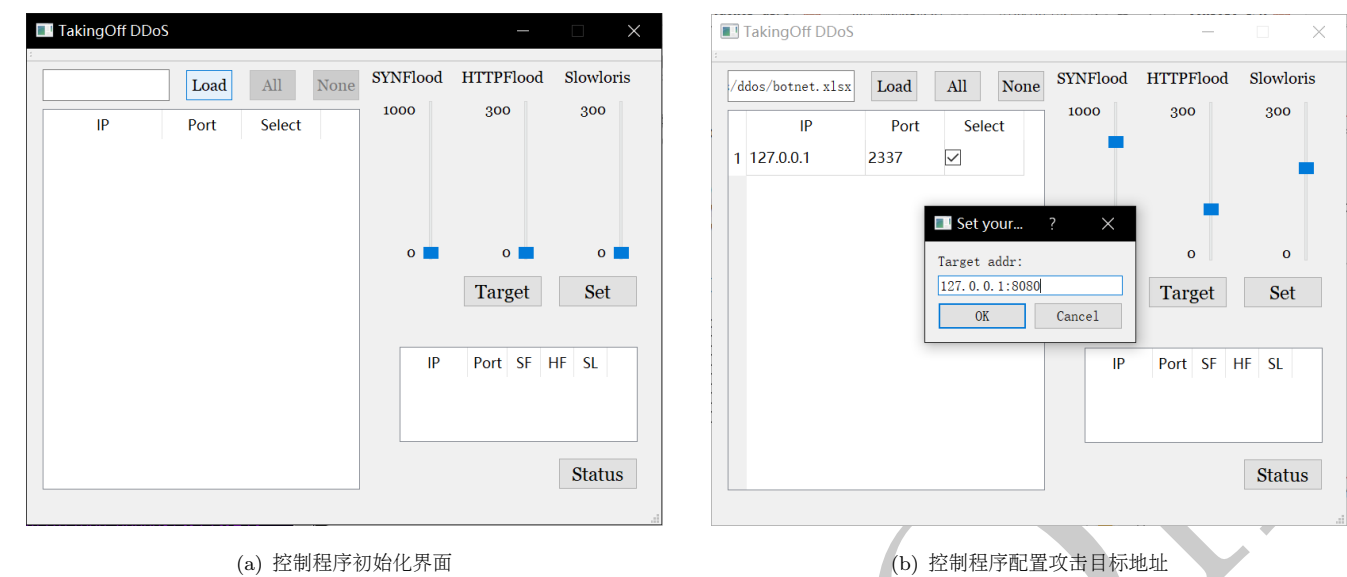 TakingOff DDoS
Load All None SYNFlood HTTPFlood Slowloris
1000 300 300
IP Port Select
0 0 0
Target Set
IP Port SF HF SL
Status
(a) 控制程序初始化界面
TakingOff DDoS
:/ddos/botnet.xlsx Load All None SYNFlood HTTPFlood Slowloris
1000 300 300
IP Port Select
1 127.0.0.1 2337
Set your... ?
Target addr:
127.0.0.1:8080
OK Cancel
0 0
Target Set
IP Port SF HF SL
Status
(b) 控制程序配置攻击目标地址